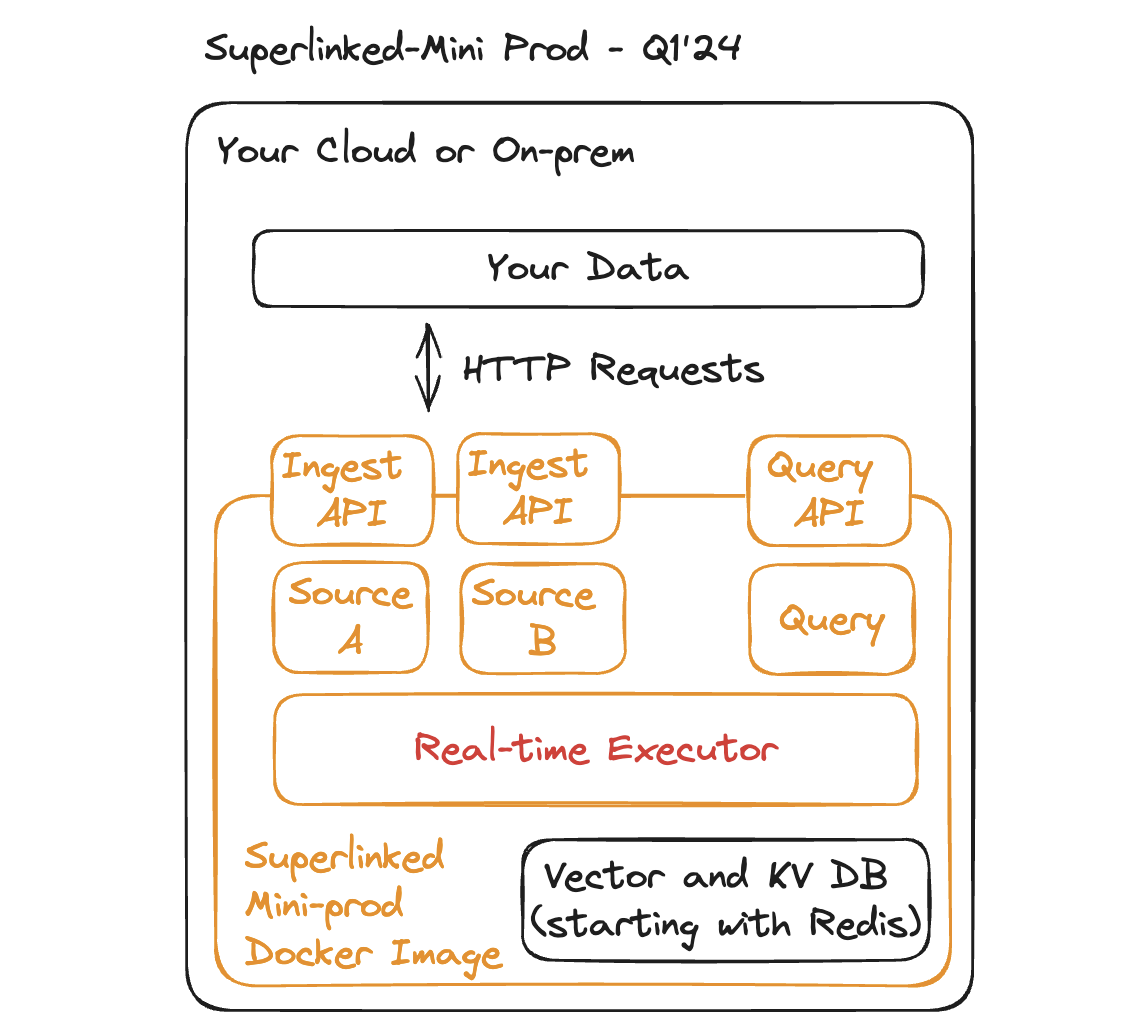 Superlinked-Mini Prod - Q1'24
Your Cloud or On-prem
Your Data
HTTP Requests
Ingest
API
Ingest
API
Query
API
Source
A
Source
B
Query
Real-time Executor
Superlinked
Mini-prod
Docker Image
Vector and KV DB
(starting with Redis)